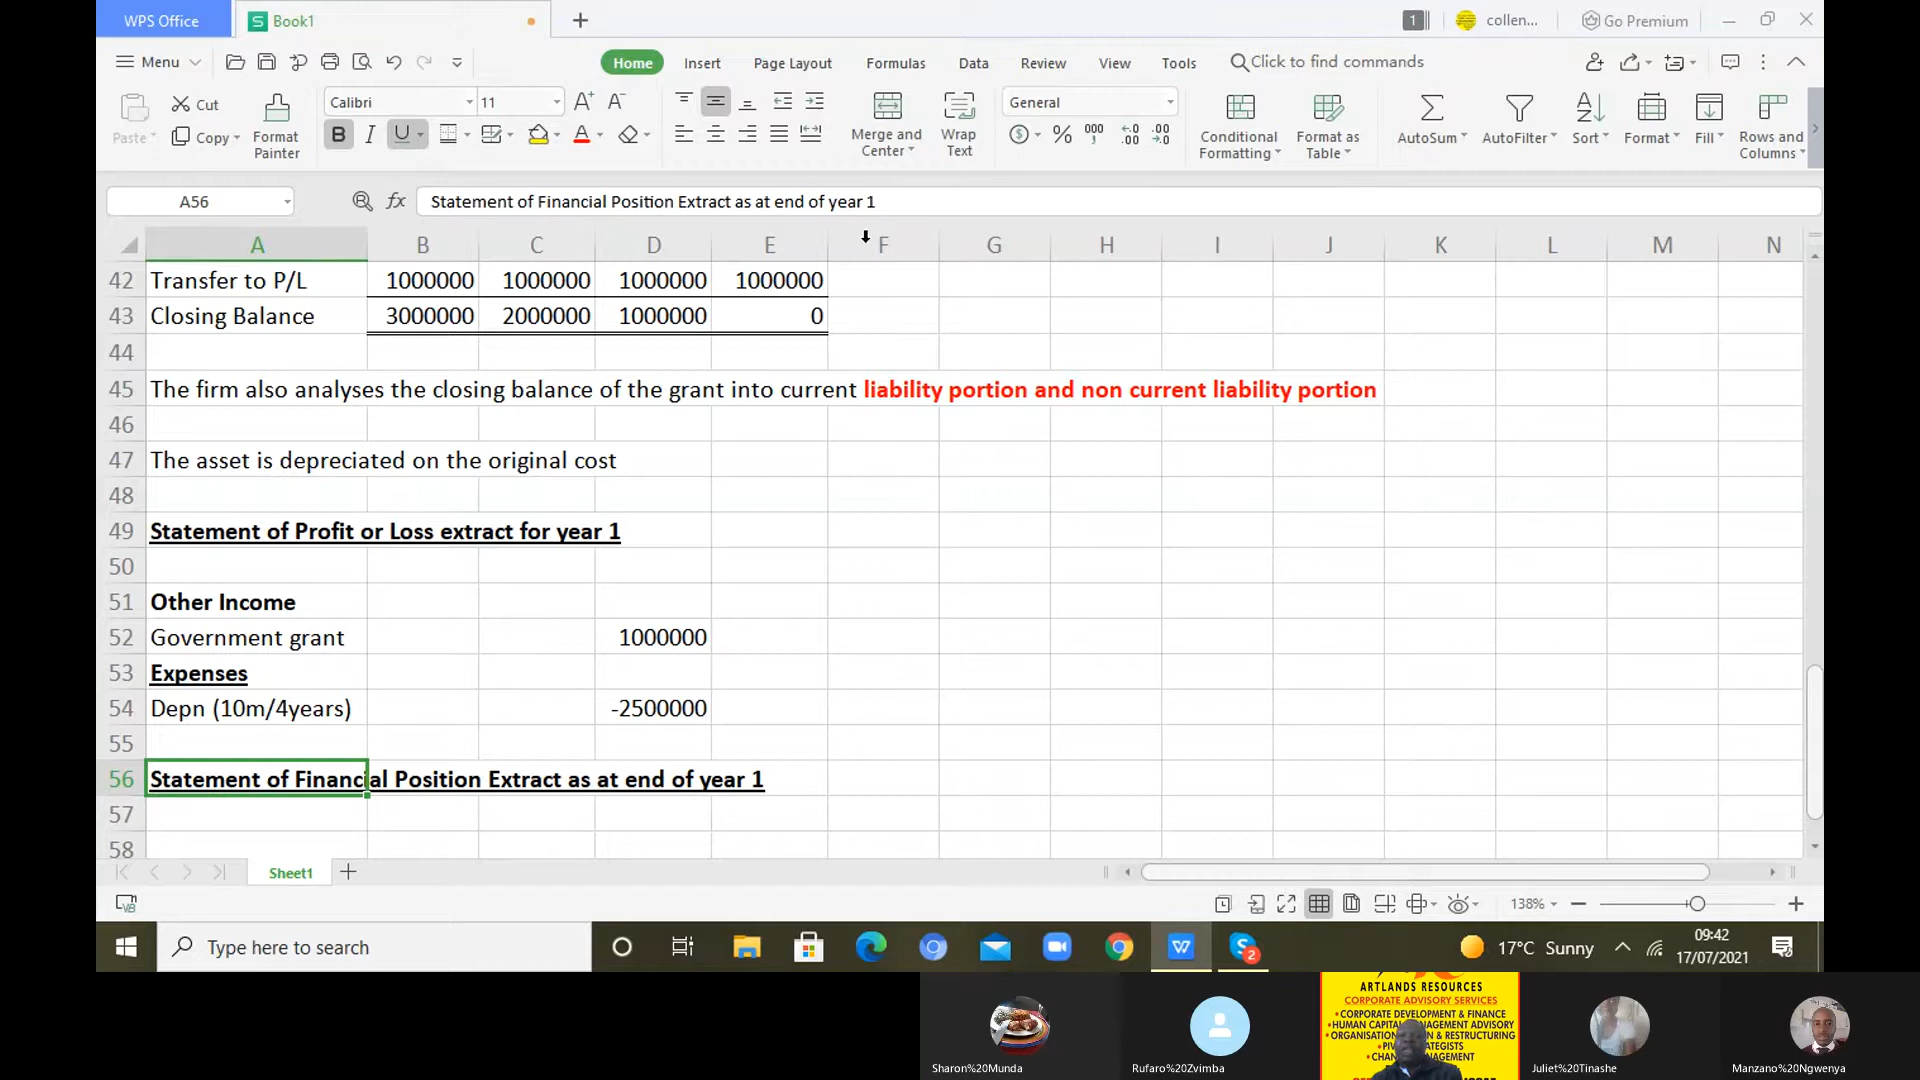 WPS Office
Book1
1
collen...
Go Premium
Menu
Home
Insert
Page Layout
Formulas
Data
Review
View
Tools
Click to find commands
Paste
Cut
Copy
Format
Painter
Calibri
11
Merge and
Center
Wrap
Text
General
Conditional
Formatting
Format as
Table
AutoSum
AutoFilter
Sort
Format
Fill
Rows and
Columns
A56
Statement of Financial Position Extract as at end of year 1
A B C D E F G H I J K L M N
42 Transfer to P/L 1000000 1000000 1000000 1000000
43 Closing Balance 3000000 2000000 1000000 0
44
45 The firm also analyses the closing balance of the grant into current liability portion and non current liability portion
46
47 The asset is depreciated on the original cost
48
49 Statement of Profit or Loss extract for year 1
50
51 Other Income
52 Government grant 1000000
53 Expenses
54 Depn (10m/4years) -2500000
55
56 Statement of Financial Position Extract as at end of year 1
57
58
Sheet1
138%
Type here to search
2
17°C Sunny
09:42
17/07/2021
ARTLANDS RESOURCES
CORPORATE ADVISORY SERVICES
•CORPORATE DEVELOPMENT & FINANCE
Sharon%20Munda
Rufaro%20Zvimba
Juliet%20Tinashe
Manzano%20Ngwenya